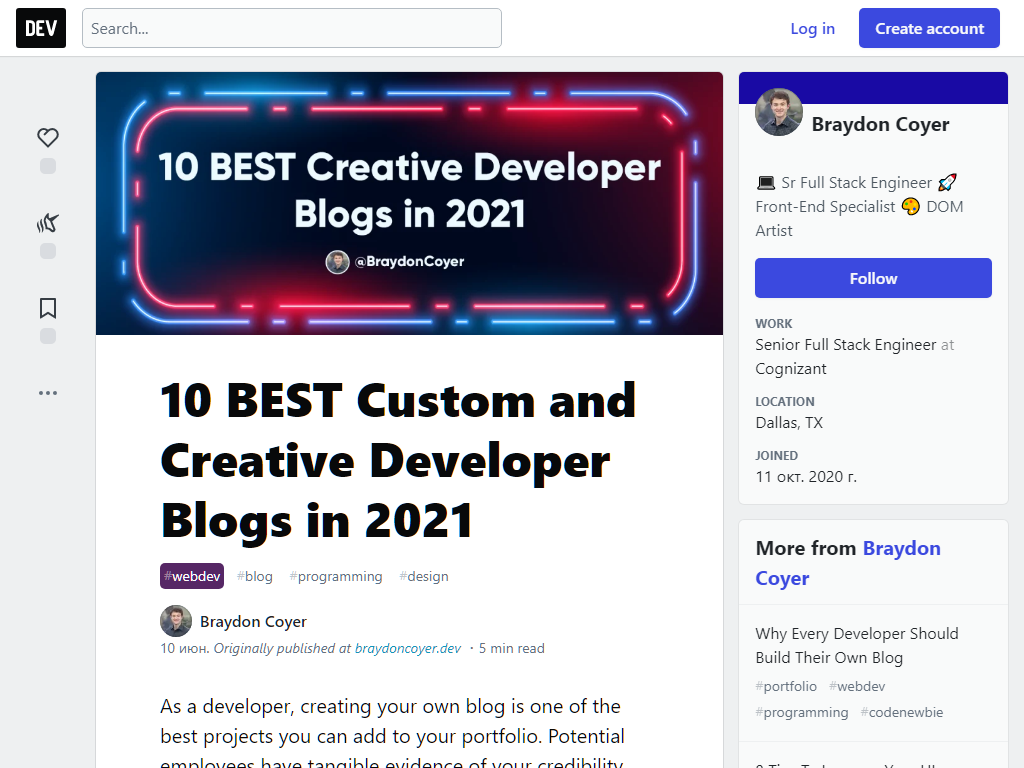 DEV
Search...
Log in
Create account
10 BEST Creative Developer
Blogs in 2021
@BraydonCoyer
10 BEST Custom and
Creative Developer
Blogs in 2021
#webdev #blog #programming #design
Braydon Coyer
10 июн. Originally published at braydoncoyer.dev ・5 min read
As a developer, creating your own blog is one of the
best projects you can add to your portfolio. Potential
employees have tangible evidence of your credibility
Braydon Coyer
💻 Sr Full Stack Engineer 🚀
Front-End Specialist 🎨 DOM
Artist
Follow
WORK
Senior Full Stack Engineer at
Cognizant
LOCATION
Dallas, TX
JOINED
11 окт. 2020 г.
More from Braydon
Coyer
Why Every Developer Should
Build Their Own Blog
#portfolio #webdev
#programming #codenewbie